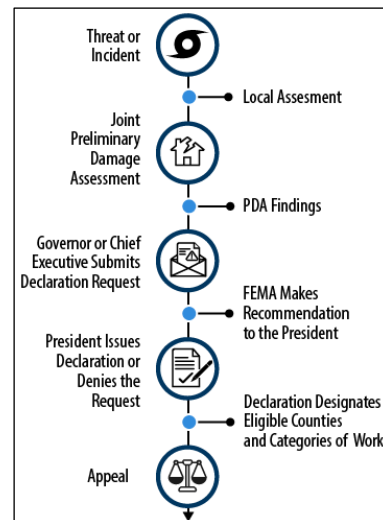 Threat or
Incident
Local Assesment
Joint
Preliminary
Damage
Assessment
PDA Findings
Governor or Chief
Executive Submits
Declaration Request
FEMA Makes
Recommendation
to the President
President Issues
Declaration or
Denies the
Request
Declaration Designates
Eligible Counties
and Categories of Work
Appeal